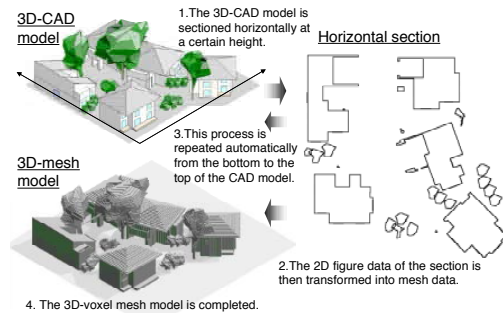 3D-CAD
model
1.The 3D-CAD model is
sectioned horizontally at
a certain height.
Horizontal section
3.This process is
repeated automatically
from the bottom to the
top of the CAD model.
3D-mesh
model
2.The 2D figure data of the section is
then transformed into mesh data.
4. The 3D-voxel mesh model is completed.